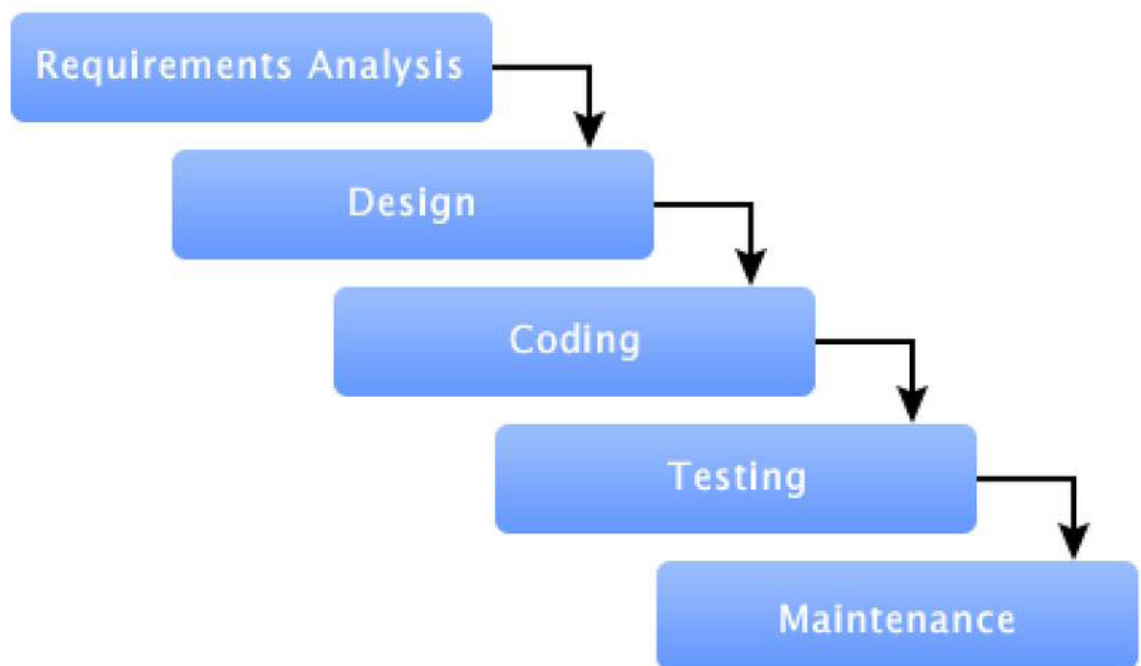 Requirements Analysis
Design
Coding
Testing
Maintenance